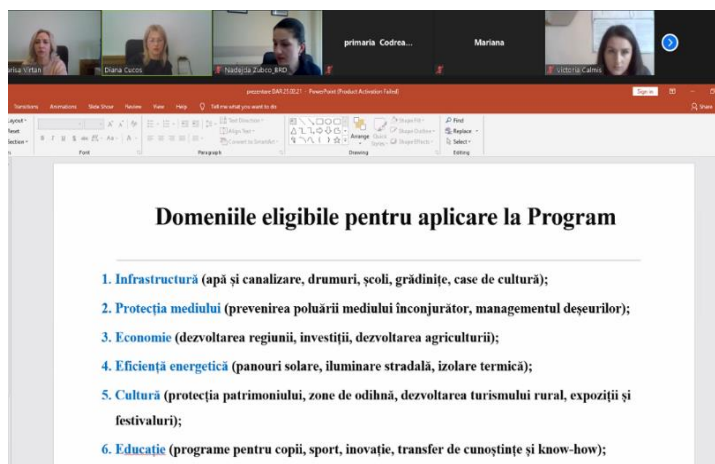 arisa Virtan
Diana Cucos
Nadejda Zubco_BRD
primaria Codrea...
Mariana
Victoria Calmis
prezentare DAR 25.02.21 - PowerPoint (Product Activation Failed)
Sign in
Transitions Animations Slide Show Review View Help Tell me what you want to do
Share
Layout
Reset
Section
Text Direction
Align Text
Convert to SmartArt
Arrange
Quick
Styles
Shape Fill
Shape Outline
Shape Effects
Find
Replace
Select
Font
Paragraph
Drawing
Editing
Domeniile eligibile pentru aplicare la Program
1. Infrastructură (apă și canalizare, drumuri, școli, grădinițe, case de cultură);
2. Protecția mediului (prevenirea poluării mediului înconjurător, managementul deșeurilor);
3. Economie (dezvoltarea regiunii, investiții, dezvoltarea agriculturii);
4. Eficiență energetică (panouri solare, iluminare stradală, izolare termică);
5. Cultură (protecția patrimoniului, zone de odihnă, dezvoltarea turismului rural, expoziții și
festivaluri);
6. Educație (programe pentru copii, sport, inovație, transfer de cunoștințe și know-how);